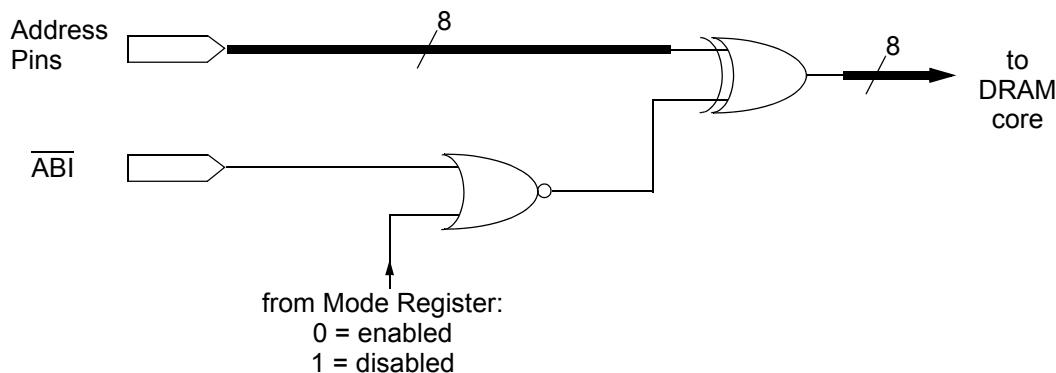 Address
Pins
8
8
to
DRAM
core
ABI
from Mode Register:
0 = enabled
1 = disabled